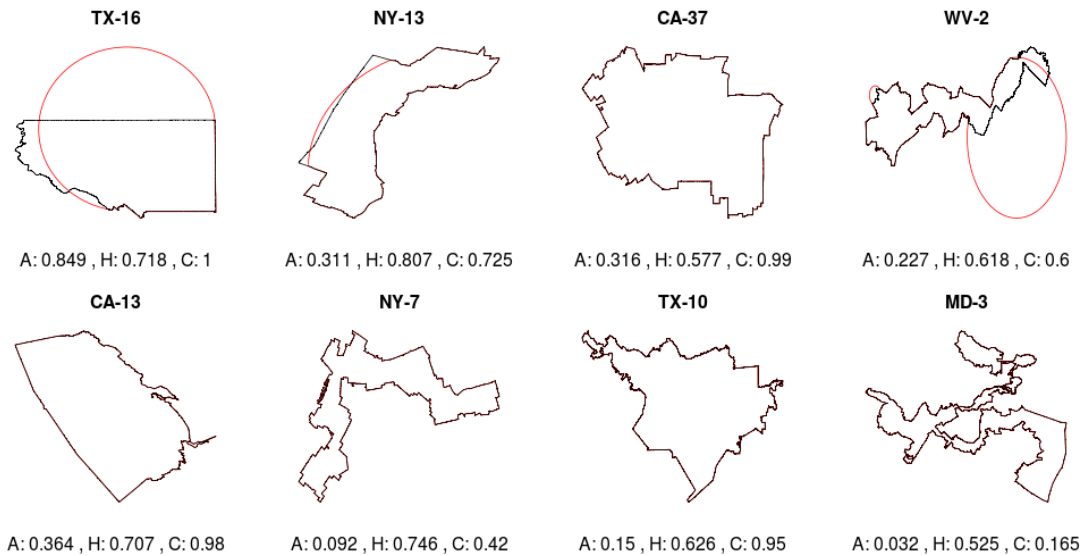 TX-16
NY-13
CA-37
WV-2
A: 0.849 , H: 0.718 , C: 1
A: 0.311 , H: 0.807 , C: 0.725
A: 0.316 , H: 0.577 , C: 0.99
A: 0.227 , H: 0.618 , C: 0.6
CA-13
NY-7
TX-10
MD-3
A: 0.364 , H: 0.707 , C: 0.98
A: 0.092 , H: 0.746 , C: 0.42
A: 0.15 , H: 0.626 , C: 0.95
A: 0.032 , H: 0.525 , C: 0.165